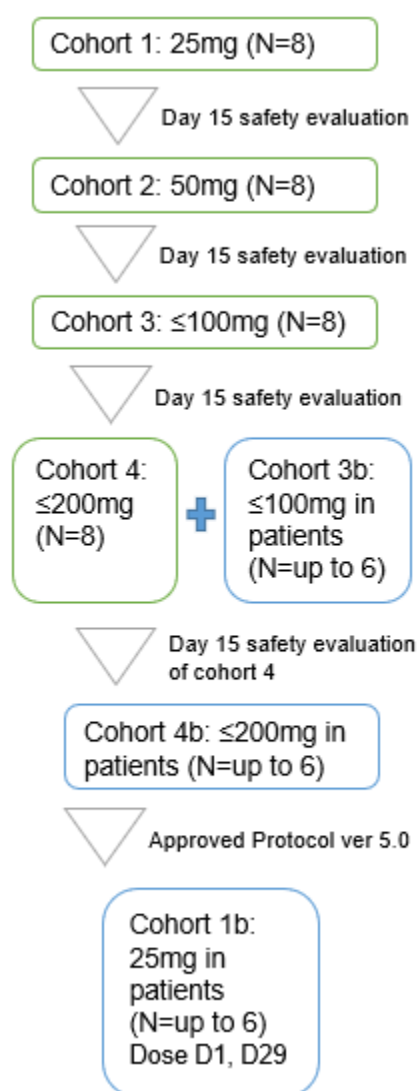 Cohort 1: 25mg (N=8)
Day 15 safety evaluation
Cohort 2: 50mg (N=8)
Day 15 safety evaluation
Cohort 3: ≤100mg (N=8)
Day 15 safety evaluation
Cohort 4:
≤200mg
(N=8)
Cohort 3b:
≤100mg in
patients
(N=up to 6)
Day 15 safety evaluation
of cohort 4
Cohort 4b: ≤200mg in
patients (N=up to 6)
Approved Protocol ver 5.0
Cohort 1b:
25mg in
patients
(N=up to 6)
Dose D1, D29